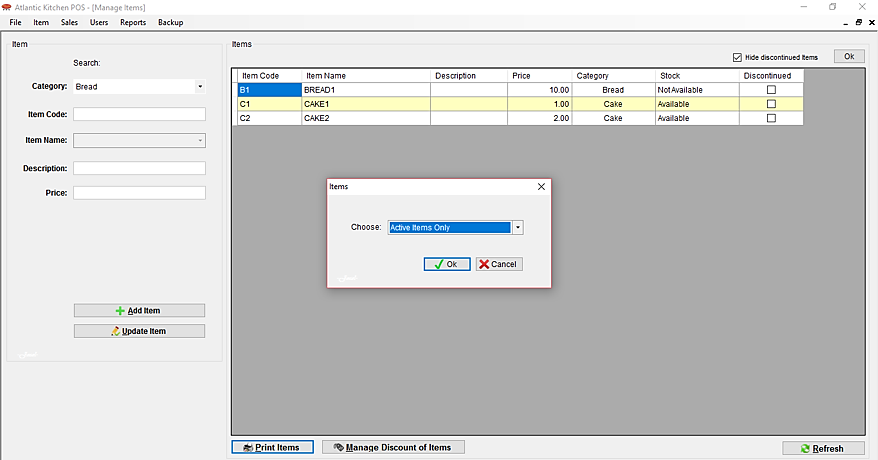 Atlantic Kitchen POS - [Manage Items]
File Item Sales Users Reports Backup
Item
Search:
Category: Bread
Item Code:
Item Name:
Description:
Price:
Add Item
Update Item
Items
Hide discontinued Items Ok
Item Code Item Name Description Price Category Stock Discontinued
B1 BREAD1 10.00 Bread Not Available
C1 CAKE1 1.00 Cake Available
C2 CAKE2 2.00 Cake Available
Items
Choose: Active Items Only
Ok Cancel
Print Items Manage Discount of Items Refresh